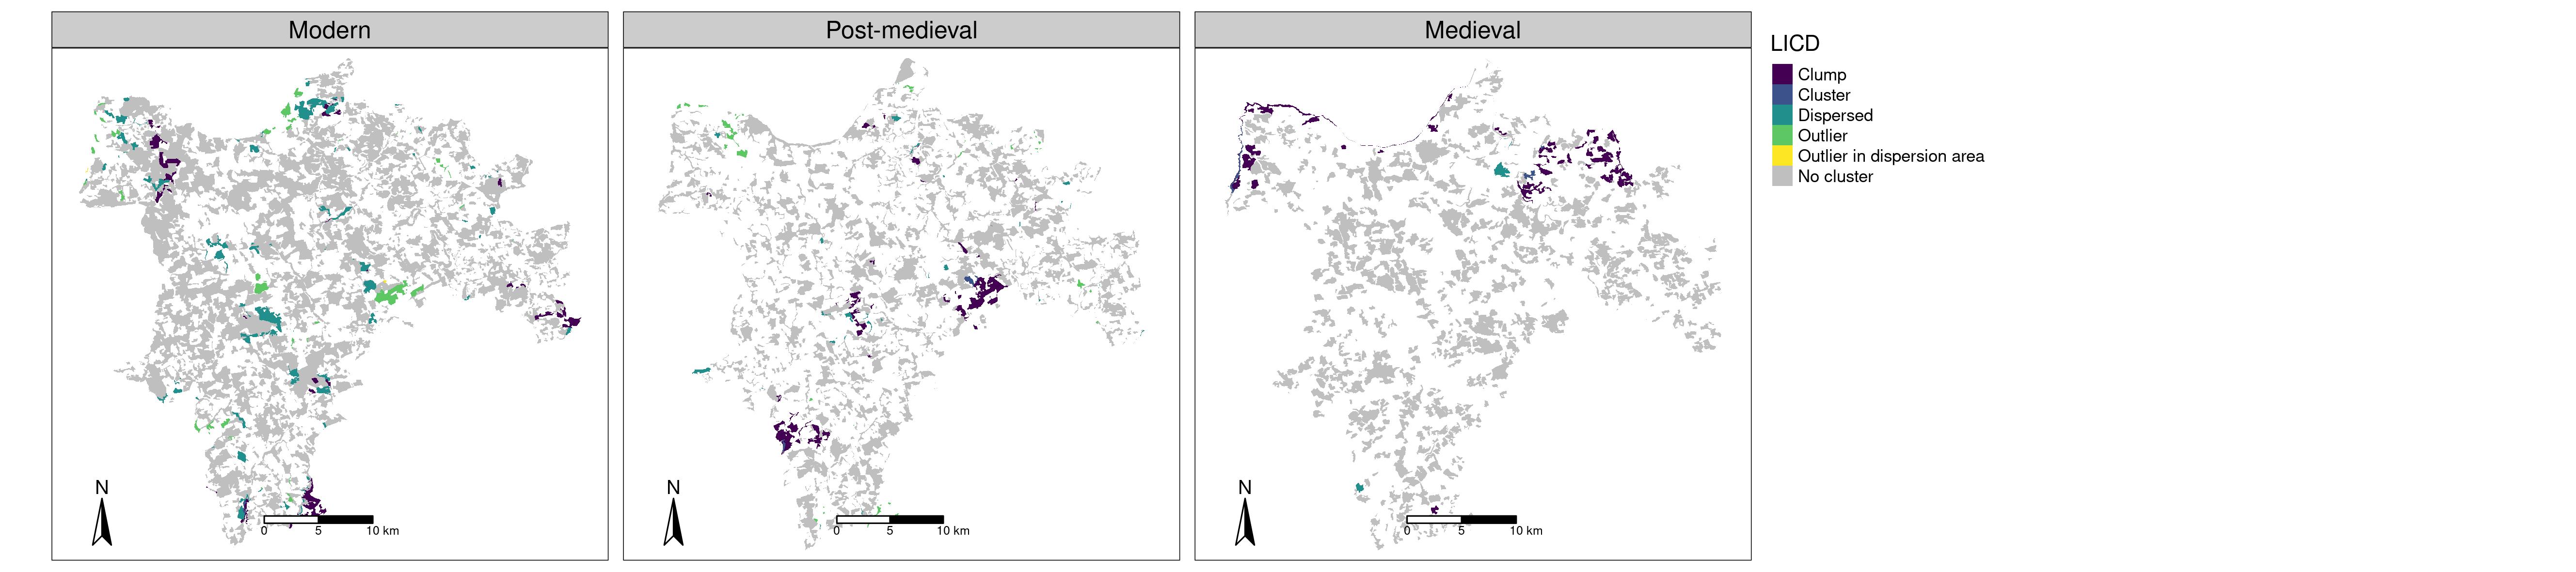 Modern
Post-medieval
Medieval
LICD
Clump
Cluster
Dispersed
Outlier
Outlier in dispersion area
No cluster
N
0 5 10 km
N
0 5 10 km
N
0 5 10 km